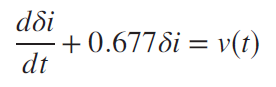 dδi/dt + 0.677δi = v(t)